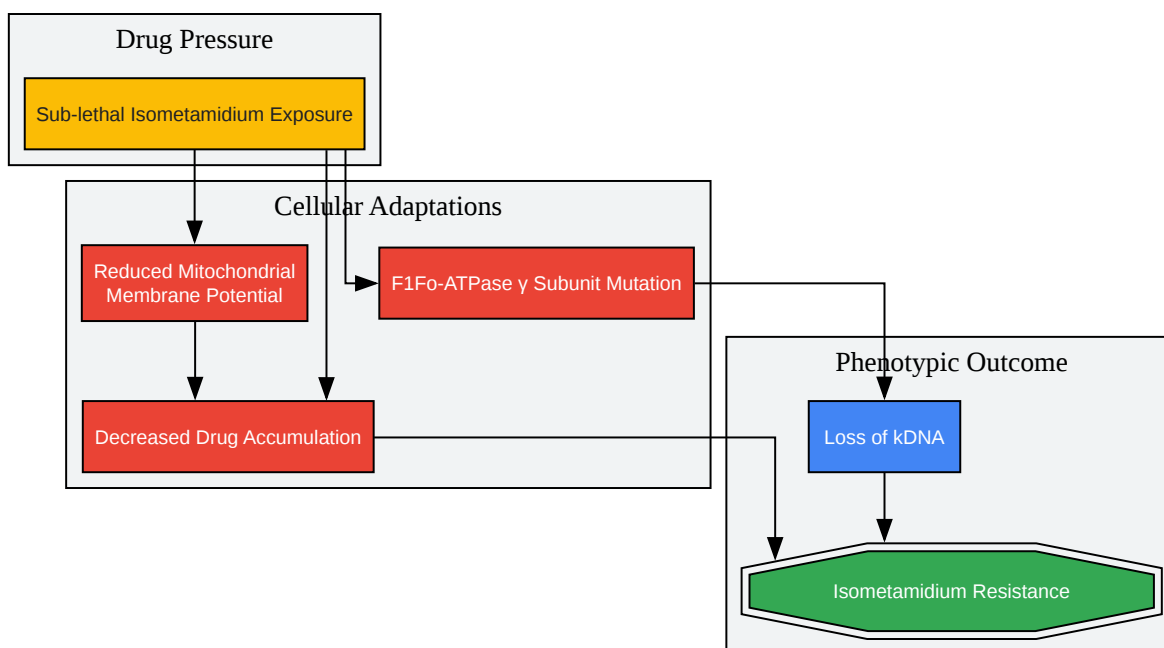 Drug Pressure
Sub-lethal Isometamidium Exposure
Cellular Adaptations
Reduced Mitochondrial
Membrane Potential
F1Fo-ATPase γ Subunit Mutation
Decreased Drug Accumulation
Phenotypic Outcome
Loss of kDNA
Isometamidium Resistance